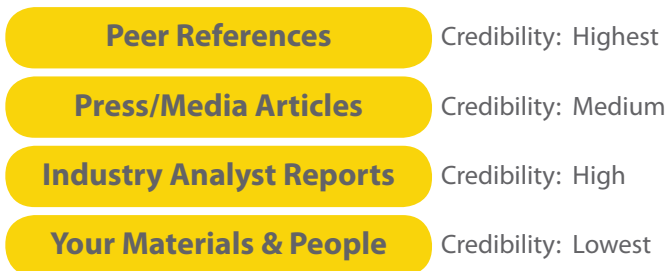 Peer References Credibility: Highest
Press/Media Articles Credibility: Medium
Industry Analyst Reports Credibility: High
Your Materials & People Credibility: Lowest